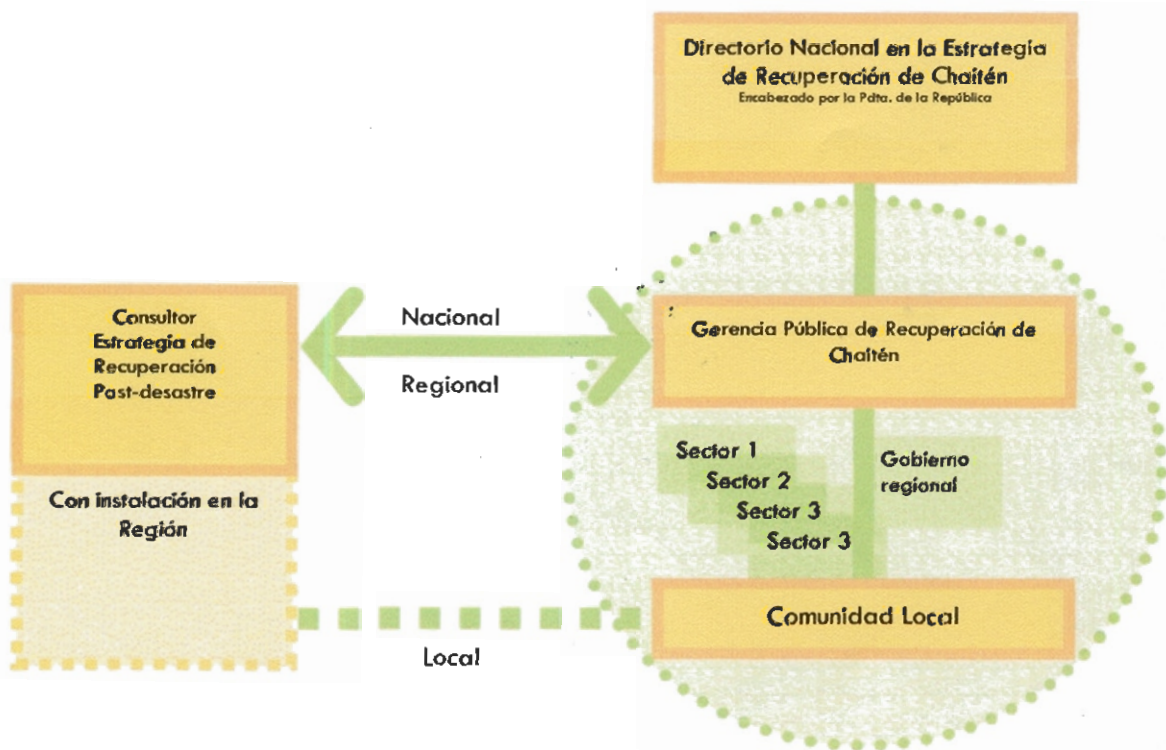 Directorio Nacional en la Estrategia
de Recuperación de Chaitén
Encabezado por la Pdta. de la República
Consultor
Estrategia de
Recuperación
Post-desastre
Nacional
Regional
Gerencia Pública de Recuperación de
Chaitén
Sector 1
Sector 2
Sector 3
Sector 3
Gobierno
regional
Con instalación en la
Región
Comunidad Local
Local